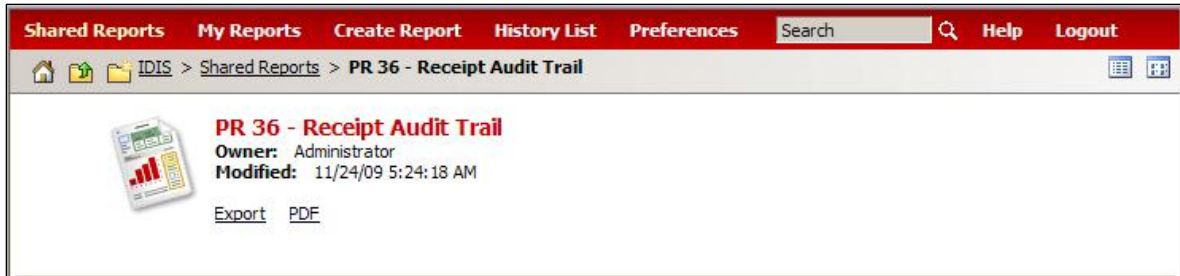 Shared Reports My Reports Create Report History List Preferences Search Help Logout
IDIS > Shared Reports > PR 36 - Receipt Audit Trail
PR 36 - Receipt Audit Trail
Owner: Administrator
Modified: 11/24/09 5:24:18 AM
Export PDF